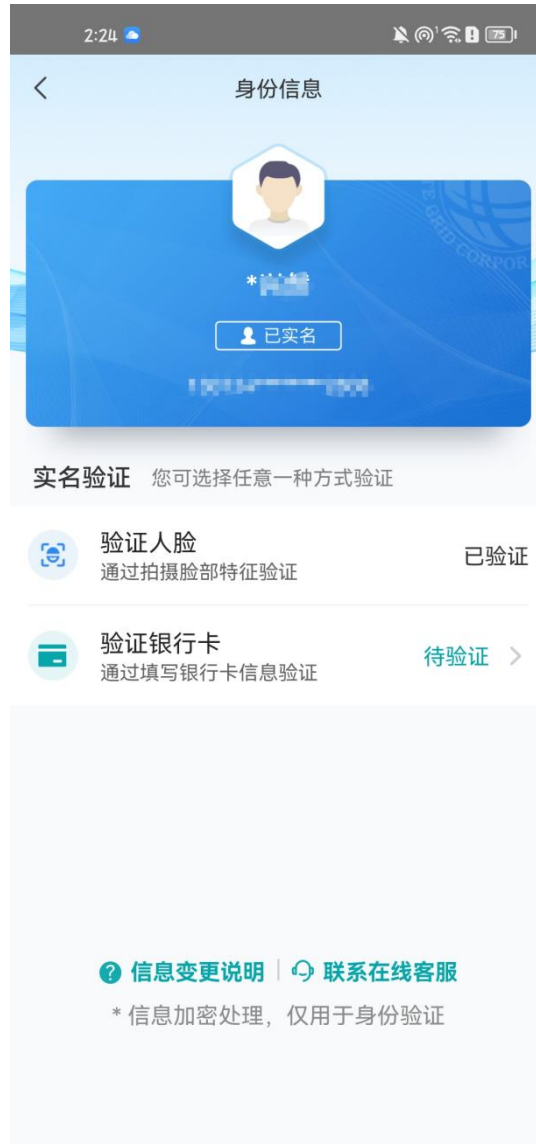 2:24
75
身份信息
TE GRID CORPOR
已实名
实名验证 您可选择任意一种方式验证
验证人脸
通过拍摄脸部特征验证
已验证
验证银行卡
通过填写银行卡信息验证
待验证
信息变更说明 联系在线客服
* 信息加密处理，仅用于身份验证